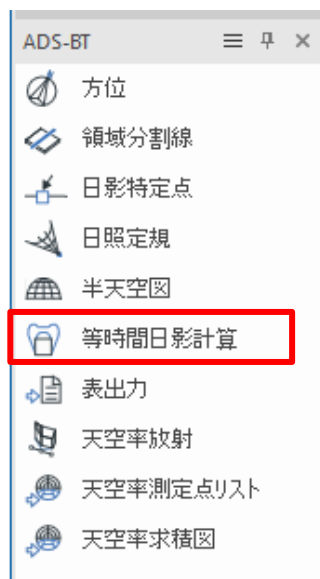 ADS-BT
方位
領域分割線
日影特定点
日照定規
半天空図
等時間日影計算
表出力
天空率放射
天空率測定点リスト
天空率求積図